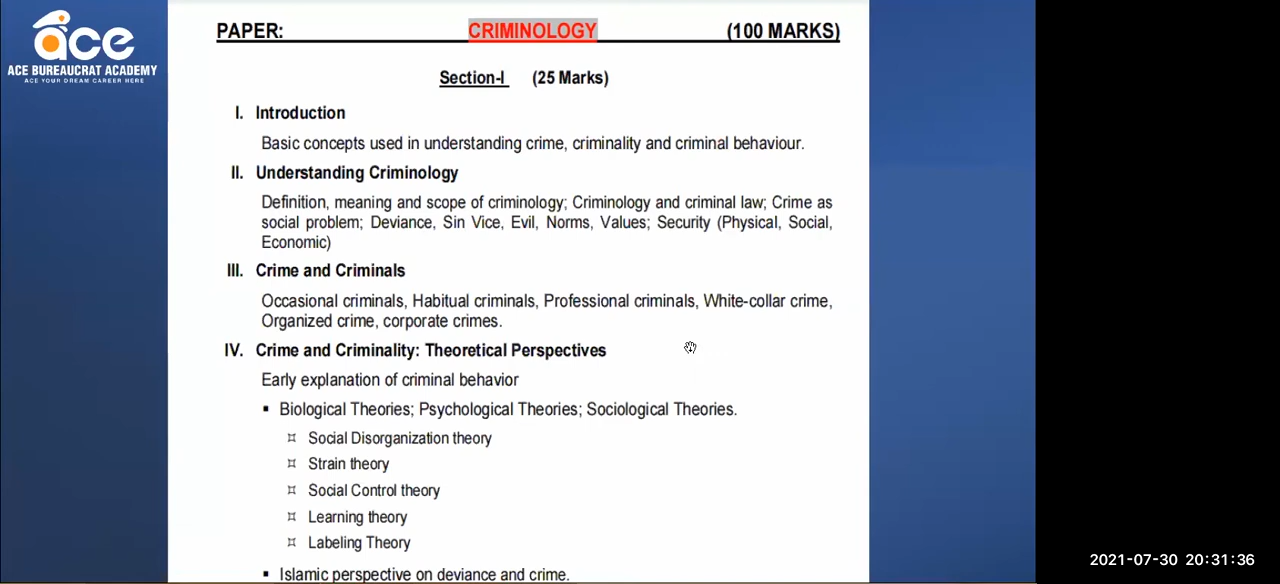 ace
ACE BUREAUCRAT ACADEMY
ACE YOUR DREAM CAREER HERE
PAPER: CRIMINOLOGY (100 MARKS)
Section-I (25 Marks)
I. Introduction
Basic concepts used in understanding crime, criminality and criminal behaviour.
II. Understanding Criminology
Definition, meaning and scope of criminology; Criminology and criminal law; Crime as
social problem; Deviance, Sin Vice, Evil, Norms, Values; Security (Physical, Social,
Economic)
III. Crime and Criminals
Occasional criminals, Habitual criminals, Professional criminals, White-collar crime,
Organized crime, corporate crimes.
IV. Crime and Criminality: Theoretical Perspectives
Early explanation of criminal behavior
▪ Biological Theories; Psychological Theories; Sociological Theories.
¤ Social Disorganization theory
¤ Strain theory
¤ Social Control theory
¤ Learning theory
¤ Labeling Theory
▪ Islamic perspective on deviance and crime.
2021-07-30 20:31:36